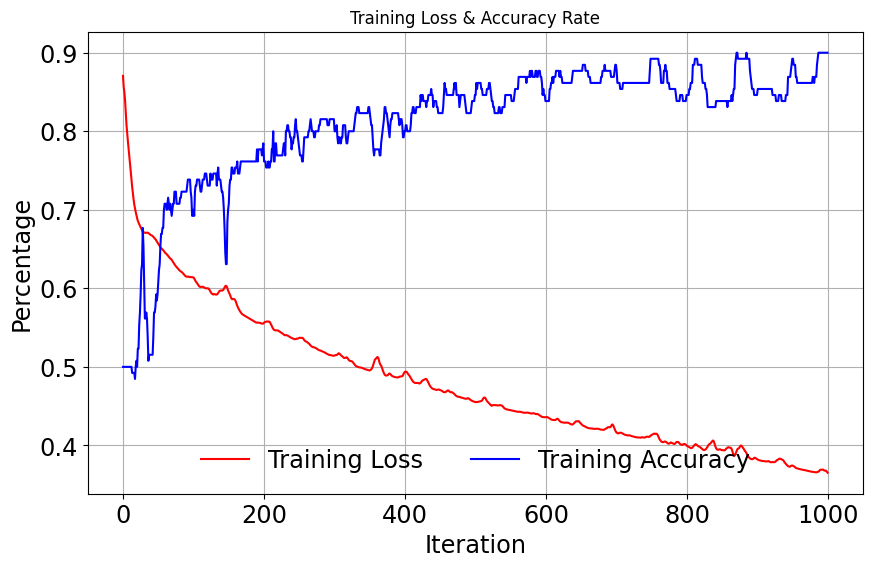 Training Loss & Accuracy Rate
0.9
0.8
0.7
0.6
0.5
0.4
Percentage
Training Loss
Training Accuracy
0
200
400
600
800
1000
Iteration